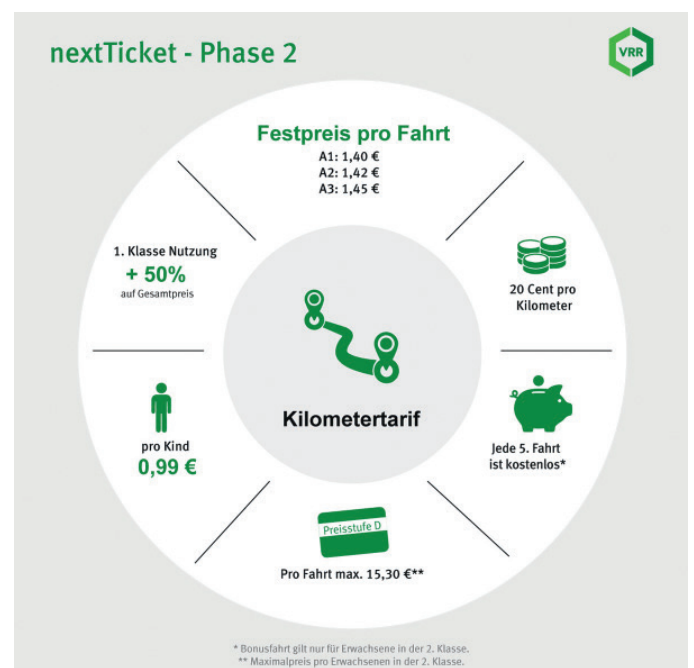 nextTicket - Phase 2
VRR
Festpreis pro Fahrt
A1: 1,40 €
A2: 1,42 €
A3: 1,45 €
1. Klasse Nutzung
+ 50%
auf Gesamtpreis
20 Cent pro
Kilometer
Kilometertarif
pro Kind
0,99 €
Jede 5. Fahrt
ist kostenlos*
Preisstufe D
Pro Fahrt max. 15,30 €**
* Bonusfahrt gilt nur für Erwachsene in der 2. Klasse.
** Maximalpreis pro Erwachsenen in der 2. Klasse.